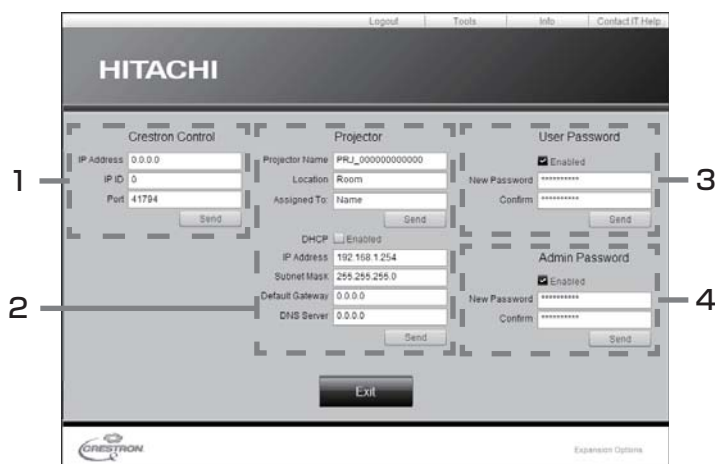 Logout Tools Info Contact IT Help
HITACHI
Crestron Control
IP Address 0.0.0.0
IP ID 0
Port 41794
Send
1
Projector
Projector Name PRJ_000000000000
Location Room
Assigned To: Name
Send
DHCP Enabled
IP Address 192.168.1.254
Subnet Mask 255.255.255.0
Default Gateway 0.0.0.0
DNS Server 0.0.0.0
Send
2
User Password
Enabled
New Password **********
Confirm **********
Send
3
Admin Password
Enabled
New Password **********
Confirm **********
Send
4
Exit
CRESTRON
Expansion Options